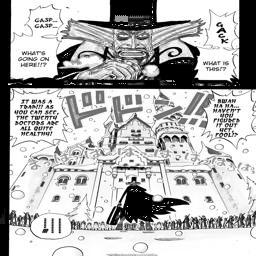 GACK
WHAT IS
THIS?!
GASP...
GASP...
WHAT'S
GOING ON
HERE!!?
BWAH
HA HA...
HAVEN'T
YOU
FIGURED
IT OUT
YET,
FOOL!?
IT WAS A
TRAP!! AS
YOU CAN SEE,
THE TWENTY
DOCTORS ARE
ALL QUITE
HEALTHY!
ドドン!!
!!!